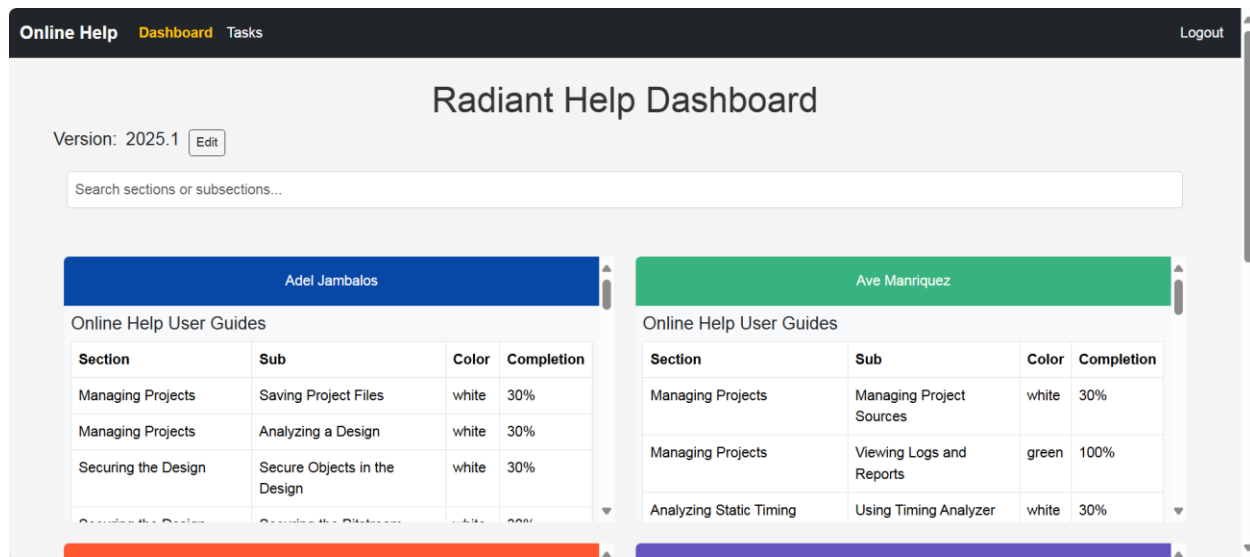 Online Help Dashboard Tasks Logout
Radiant Help Dashboard
Version: 2025.1 Edit
Search sections or subsections...
Adel Jambalos
Online Help User Guides
Section Sub Color Completion
Managing Projects Saving Project Files white 30%
Managing Projects Analyzing a Design white 30%
Securing the Design Secure Objects in the white 30%
Design
Ave Manriquez
Online Help User Guides
Section Sub Color Completion
Managing Projects Managing Project white 30%
Sources
Managing Projects Viewing Logs and green 100%
Reports
Analyzing Static Timing Using Timing Analyzer white 30%